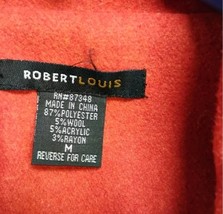 ROBERTLOUIS
RN#87348
MADE IN CHINA
87%POLYESTER
5%WOOL
5%ACRYLIC
3%RAYON
M
REVERSE FOR CARE